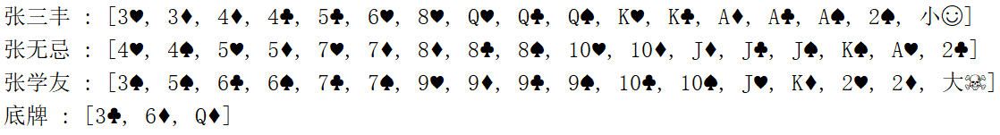 张三丰 : [3♥, 3♦, 4♦, 4♣, 5♣, 6♥, 8♥, Q♥, Q♣, Q♠, K♥, K♣, A♦, A♣, A♠, 2♠, 小☺]
张无忌 : [4♥, 4♠, 5♥, 5♦, 7♥, 7♦, 8♦, 8♣, 8♠, 10♥, 10♦, J♦, J♣, J♠, K♠, A♥, 2♣]
张学友 : [3♠, 5♠, 6♣, 6♠, 7♣, 7♠, 9♥, 9♦, 9♣, 9♠, 10♣, 10♠, J♥, K♦, 2♥, 2♦, 大☠]
底牌 : [3♣, 6♦, Q♦]